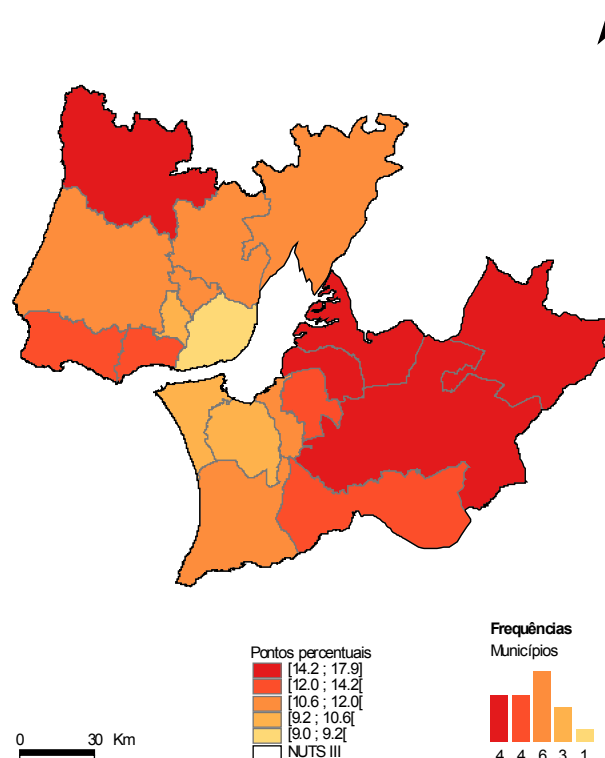 Pontos percentuais
[14.2 ; 17.9]
[12.0 ; 14.2[
[10.6 ; 12.0[
[9.2 ; 10.6[
[9.0 ; 9.2[
NUTS III
0 30 Km
Frequências
Municípios
4 4 6 3 1